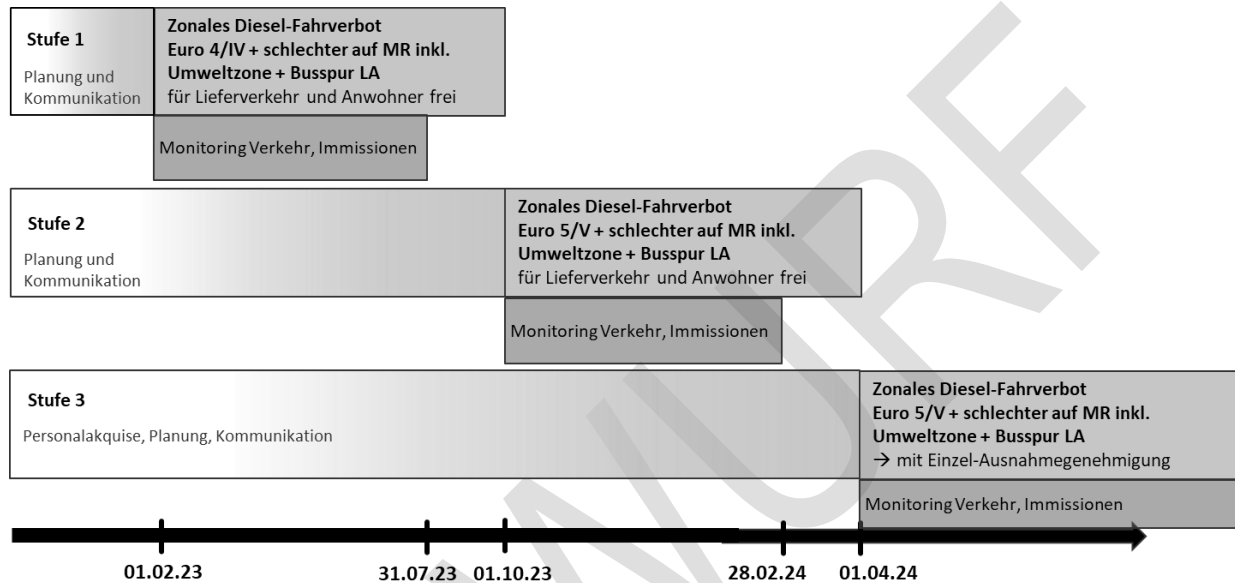 Stufe 1
Planung und
Kommunikation
Zonales Diesel-Fahrverbot
Euro 4/IV + schlechter auf MR inkl.
Umweltzone + Busspur LA
für Lieferverkehr und Anwohner frei
Monitoring Verkehr, Immissionen
Stufe 2
Planung und
Kommunikation
Zonales Diesel-Fahrverbot
Euro 5/V + schlechter auf MR inkl.
Umweltzone + Busspur LA
für Lieferverkehr und Anwohner frei
Monitoring Verkehr, Immissionen
Stufe 3
Personalakquise, Planung, Kommunikation
Zonales Diesel-Fahrverbot
Euro 5/V + schlechter auf MR inkl.
Umweltzone + Busspur LA
→ mit Einzel-Ausnahmegenehmigung
Monitoring Verkehr, Immissionen
01.02.23 31.07.23 01.10.23 28.02.24 01.04.24
WURF